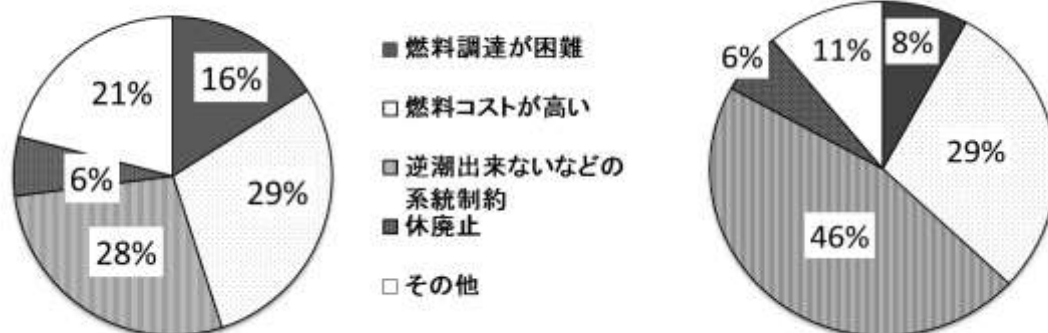 16%
29%
28%
6%
21%
燃料調達が困難
燃料コストが高い
逆潮出来ないなどの
系統制約
休廃止
その他
8%
29%
46%
6%
11%